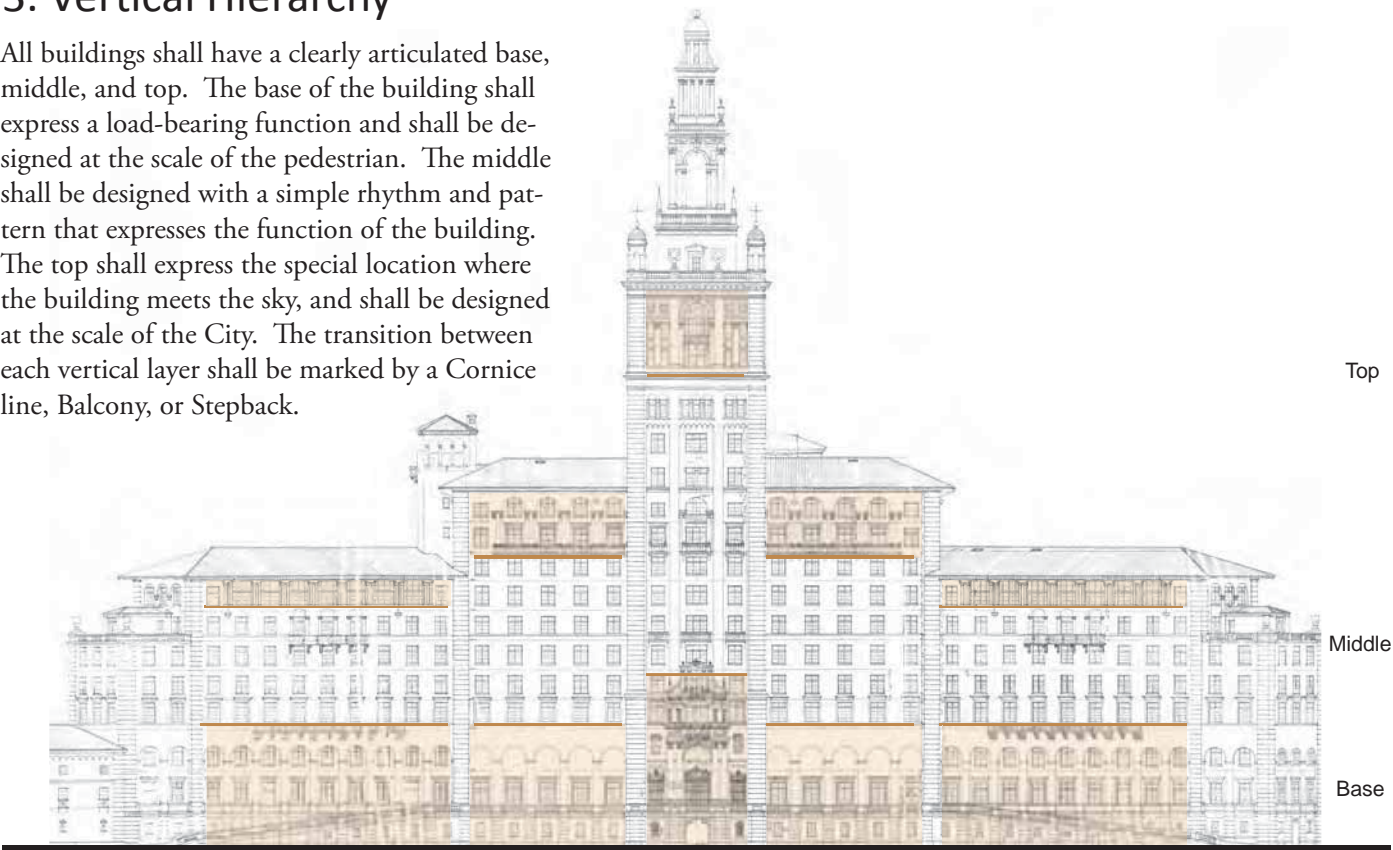 3. Vertical Hierarchy
All buildings shall have a clearly articulated base,
middle, and top. The base of the building shall
express a load-bearing function and shall be de-
signed at the scale of the pedestrian. The middle
shall be designed with a simple rhythm and pat-
tern that expresses the function of the building.
The top shall express the special location where
the building meets the sky, and shall be designed
at the scale of the City. The transition between
each vertical layer shall be marked by a Cornice
line, Balcony, or Stepback.
Top
Middle
Base